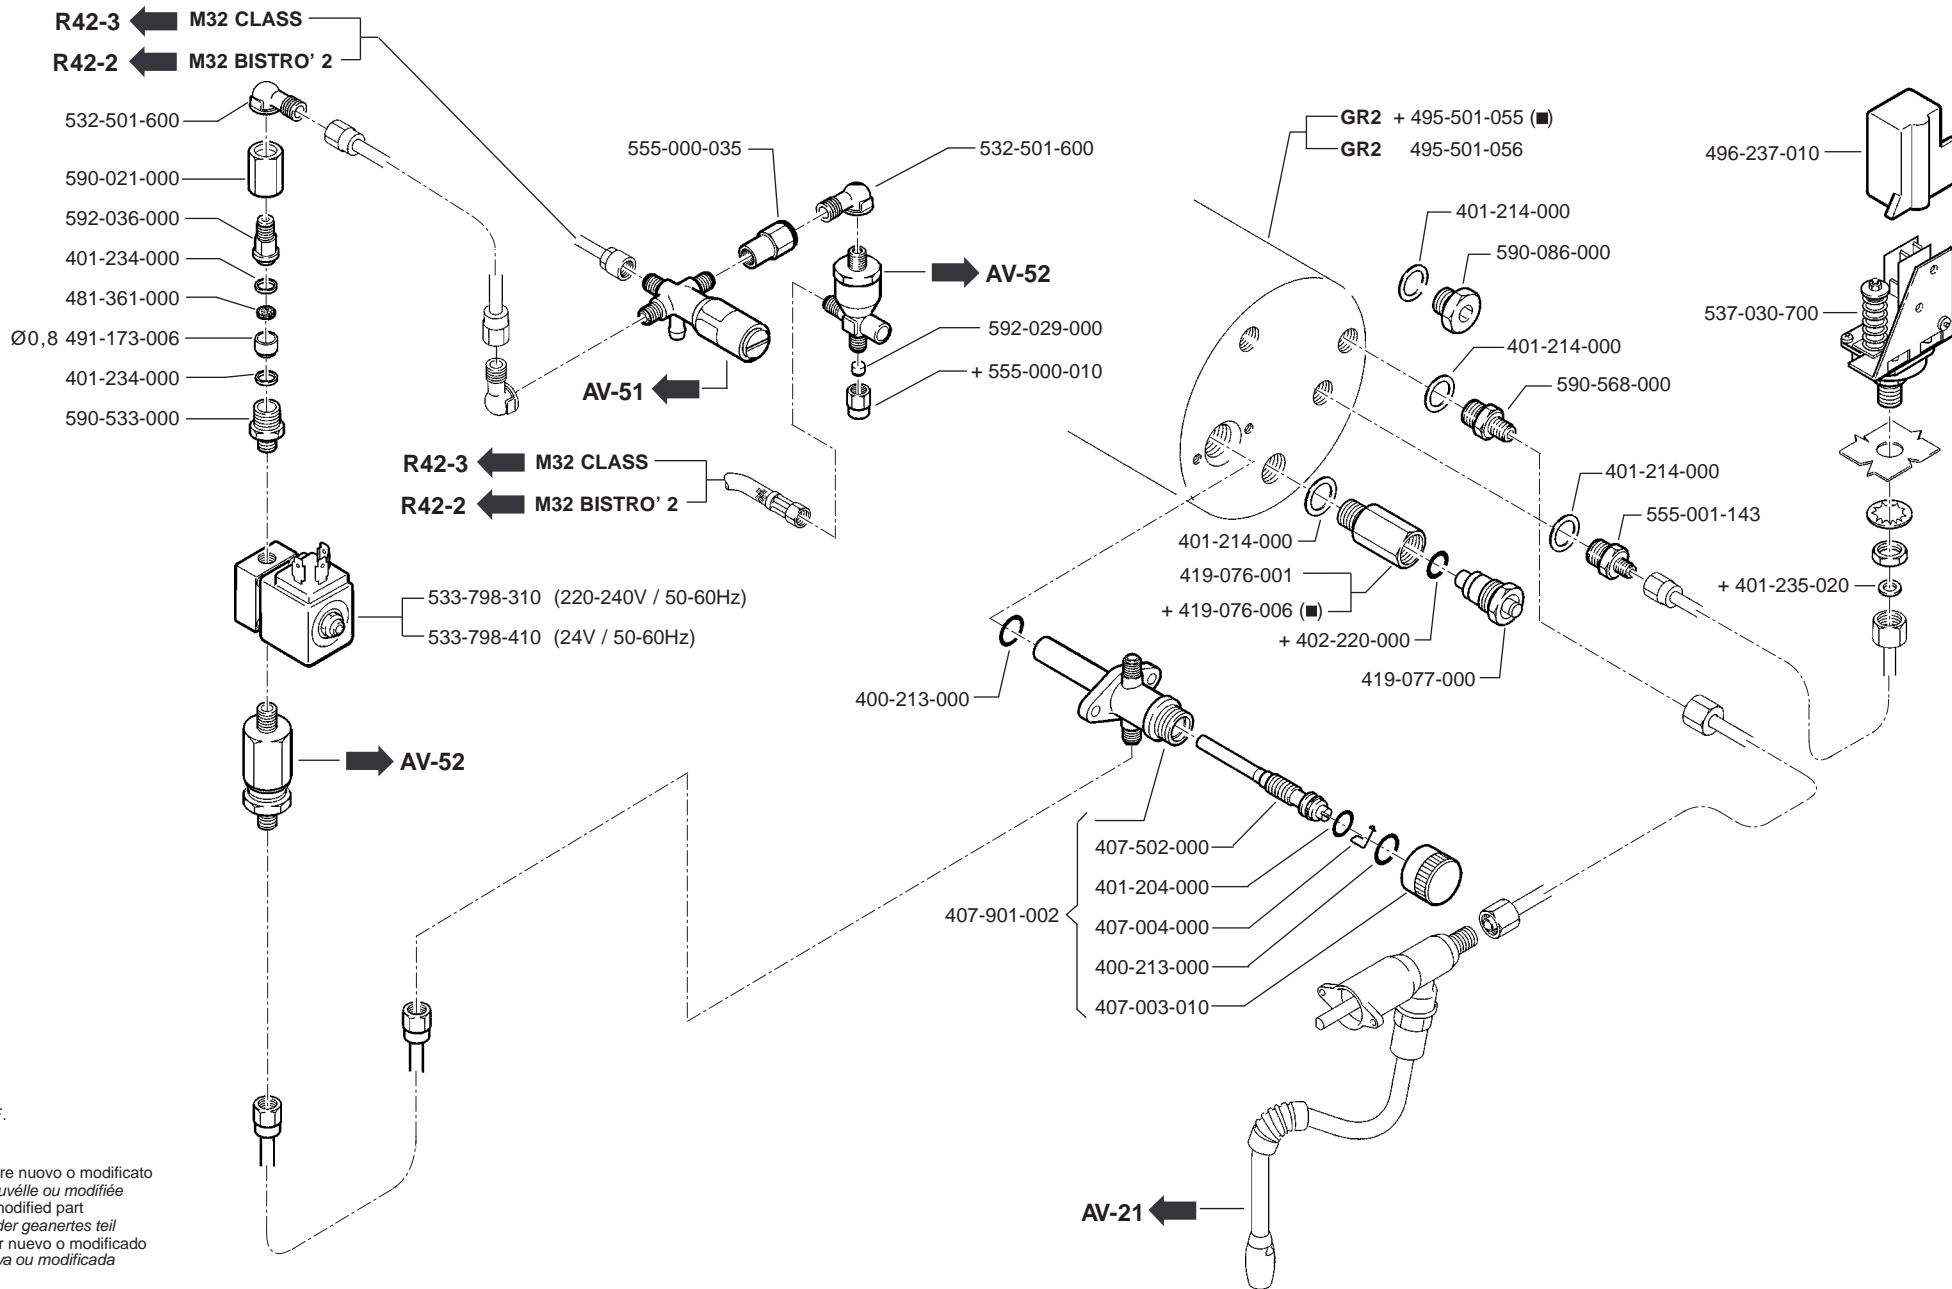 R42-3 M32 CLASS
R42-2 M32 BISTRO' 2
532-501-600
590-021-000
592-036-000
401-234-000
481-361-000
Ø0,8 491-173-006
401-234-000
590-533-000
555-000-035
532-501-600
AV-52
592-029-000
+ 555-000-010
AV-51
R42-3 M32 CLASS
R42-2 M32 BISTRO' 2
533-798-310 (220-240V / 50-60Hz)
533-798-410 (24V / 50-60Hz)
AV-52
GR2 + 495-501-055 (■)
GR2 495-501-056
401-214-000
590-086-000
401-214-000
590-568-000
496-237-010
537-030-700
401-214-000
555-001-143
+ 401-235-020
401-214-000
419-076-001
+ 419-076-006 (■)
+ 402-220-000
419-077-000
400-213-000
407-901-002
407-502-000
401-204-000
407-004-000
400-213-000
407-003-010
AV-21
re nuovo o modificato
uvélle ou modifiée
modified part
der geanertes teil
r nuevo o modificado
va ou modificada